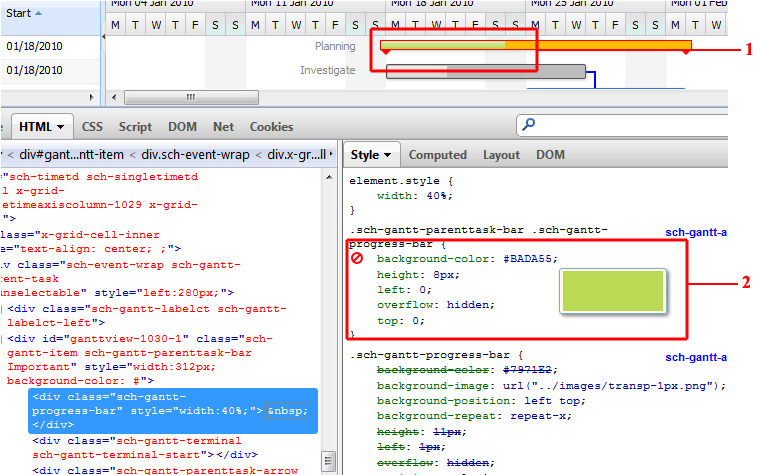 Start
Mon 04 Jan 2010 Mon 11 Jan 2010 Mon 18 Jan 2010 Mon 25 Jan 2010 Mon 01 Feb
M T W T F S S M T W T F S S M T W T F S S M T W T F S S M T W
01/18/2010 Planning
1
01/18/2010 Investigate
HTML CSS Script DOM Net Cookies
< div#gant...ntt-item < div.sch-event-wrap < div.x-gr...ll
Style Computed Layout DOM
="sch-timetd sch-singletimetd
l x-grid-
etimeaxiscolumn-1029 x-grid-
">
lass="x-grid-cell-inner
e="text-align: center; ;">
iv class="sch-event-wrap sch-gantt-
rent-task
nselectable" style="left:280px;">
<div class="sch-gantt-labelct sch-gantt-
labelct-left">
<div id="ganttview-1030-1" class="sch-
gantt-item sch-gantt-parenttask-bar
Important" style="width:312px;
background-color: #">
<div class="sch-gantt-
progress-bar" style="width:40%;">&nbsp;
</div>
<div class="sch-gantt-terminal
sch-gantt-terminal-start"></div>
<div class="sch-gantt-parenttask-arrow
element.style {
width: 40%;
}
.sch-gantt-parenttask-bar .sch-gantt-
progress-bar {
sch-gantt-a
background-color: #BADA55;
height: 8px;
left: 0;
overflow: hidden;
top: 0;
}
2
.sch-gantt-progress-bar {
sch-gantt-a
background-color: #7971E2;
background-image: url("../images/transp-1px.png");
background-position: left top;
background-repeat: repeat-x;
height: 11px;
left: 1px;
overflow: hidden;